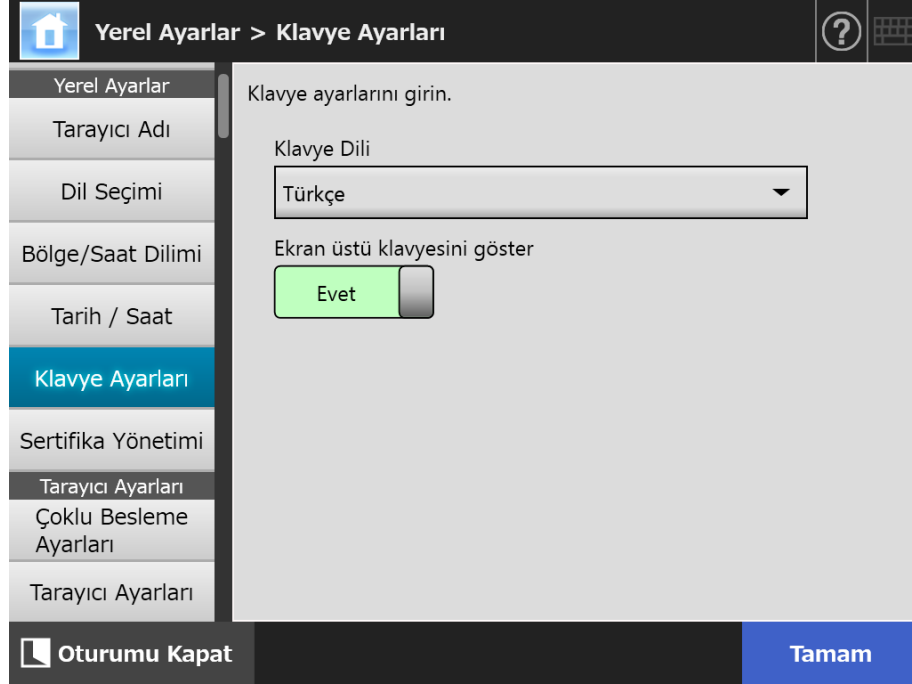 Yerel Ayarlar > Klavye Ayarları
?
Yerel Ayarlar
Tarayıcı Adı
Dil Seçimi
Bölge/Saat Dilimi
Tarih / Saat
Klavye Ayarları
Sertifika Yönetimi
Tarayıcı Ayarları
Çoklu Besleme
Ayarları
Tarayıcı Ayarları
Klavye ayarlarını girin.
Klavye Dili
Türkçe
Ekran üstü klavyesini göster
Evet
Oturumu Kapat
Tamam